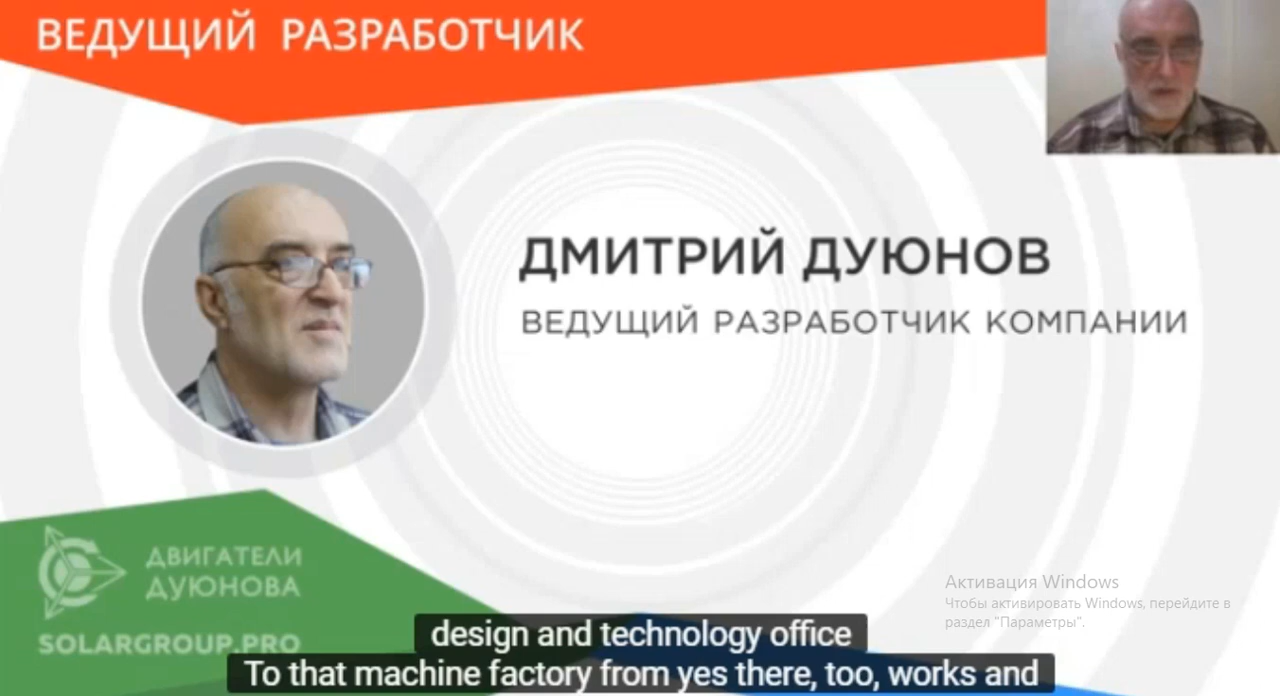 ВЕДУЩИЙ РАЗРАБОТЧИК
ДМИТРИЙ ДУЮНОВ
ВЕДУЩИЙ РАЗРАБОТЧИК КОМПАНИИ
ДВИГАТЕЛИ
ДУЮНОВА
SOLARGROUP.PRO
Активация Windows
Чтобы активировать Windows, перейдите в
раздел "Параметры".
design and technology office
To that machine factory from yes there, too, works and